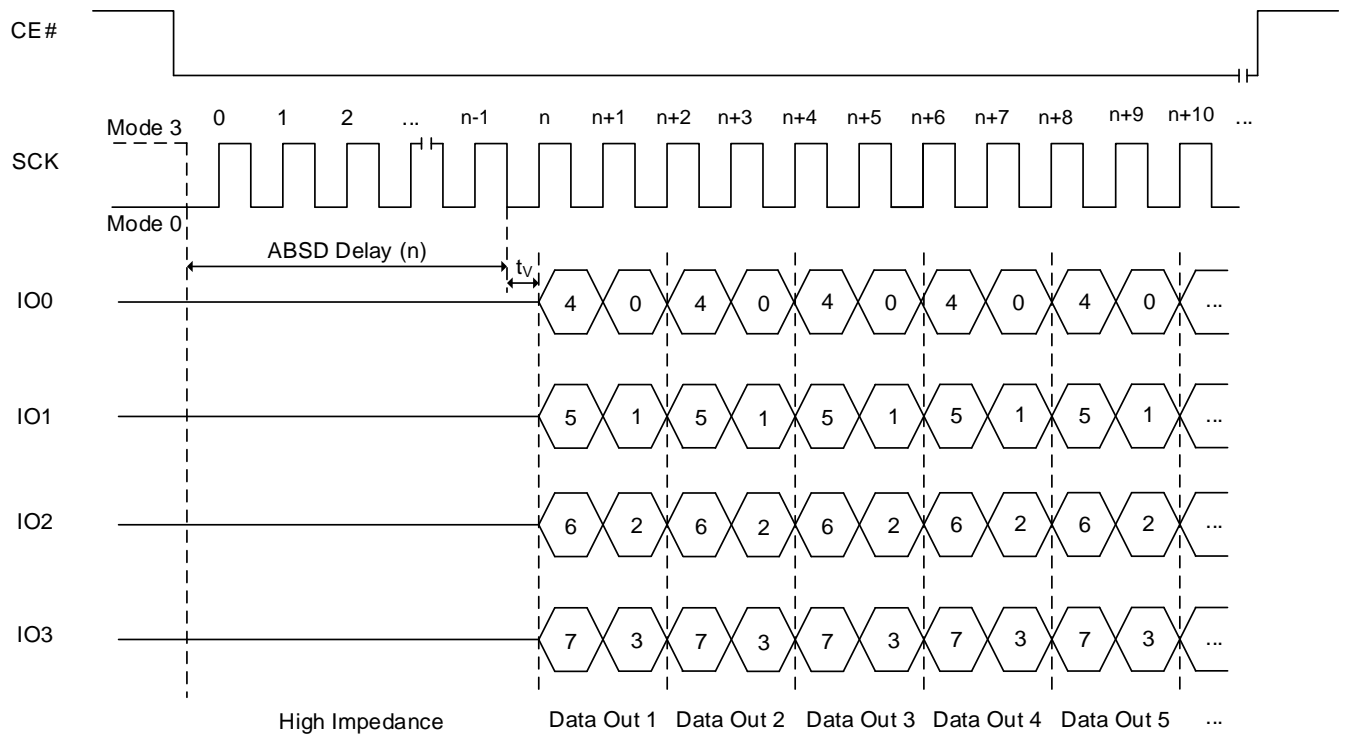 CE#
0 1 2 ... n-1 n n+1 n+2 n+3 n+4 n+5 n+6 n+7 n+8 n+9 n+10 ...
Mode 3
SCK
Mode 0
ABSD Delay (n)
tV
IO0 4 0 4 0 4 0 4 0 4 0 ...
IO1 5 1 5 1 5 1 5 1 5 1 ...
IO2 6 2 6 2 6 2 6 2 6 2 ...
IO3 7 3 7 3 7 3 7 3 7 3 ...
High Impedance Data Out 1 Data Out 2 Data Out 3 Data Out 4 Data Out 5 ...